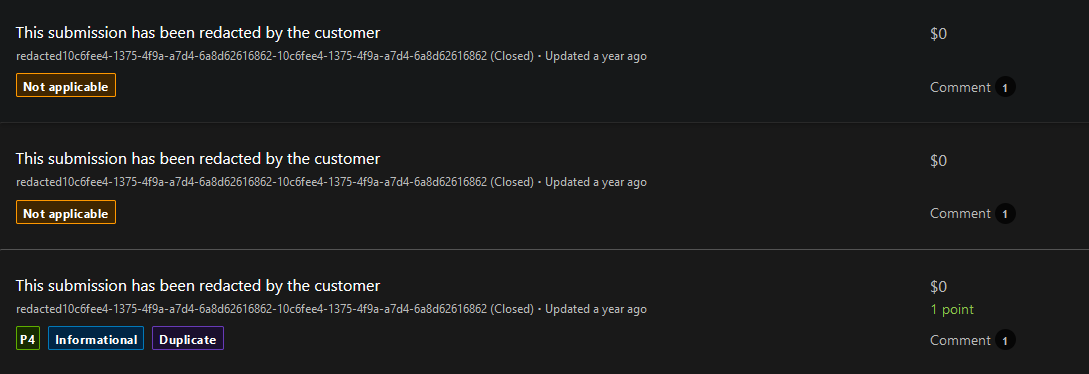 This submission has been redacted by the customer
$0
redacted10c6fee4-1375-4f9a-a7d4-6a8d62616862-10c6fee4-1375-4f9a-a7d4-6a8d62616862 (Closed) • Updated a year ago
Not applicable
Comment 1
This submission has been redacted by the customer
$0
redacted10c6fee4-1375-4f9a-a7d4-6a8d62616862-10c6fee4-1375-4f9a-a7d4-6a8d62616862 (Closed) • Updated a year ago
Not applicable
Comment 1
This submission has been redacted by the customer
$0
redacted10c6fee4-1375-4f9a-a7d4-6a8d62616862-10c6fee4-1375-4f9a-a7d4-6a8d62616862 (Closed) • Updated a year ago
1 point
P4 Informational Duplicate
Comment 1